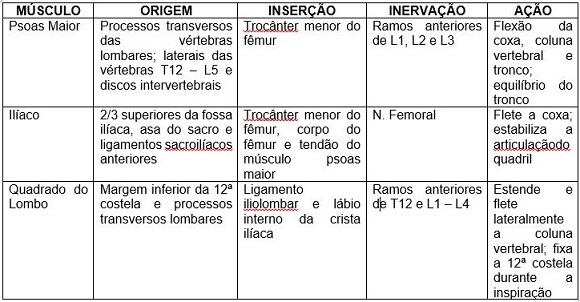 MÚSCULO ORIGEM INSERÇÃO INERVAÇÃO AÇÃO
Psoas Maior
Processos transversos
das vértebras
lombares; laterais das
vértebras T12 – L5 e
discos intervertebrais
Trocânter menor do
fêmur
Ramos anteriores
de L1, L2 e L3
Flexão da
coxa, coluna
vertebral e
tronco;
equilíbrio do
tronco
Ilíaco
2/3 superiores da fossa
ilíaca, asa do sacro e
ligamentos sacroilíacos
anteriores
Trocânter menor do
fêmur, corpo do
fêmur e tendão do
músculo psoas
maior
N. Femoral
Flete a coxa;
estabiliza a
articulaçãodo
quadril
Quadrado do
Lombo
Margem inferior da 12ª
costela e processos
transversos lombares
Ligamento
iliolombar e lábio
interno da crista
ilíaca
Ramos anteriores
de T12 e L1 – L4
Estende e
flete
lateralmente
a coluna
vertebral; fixa
a 12ª costela
durante a
inspiração